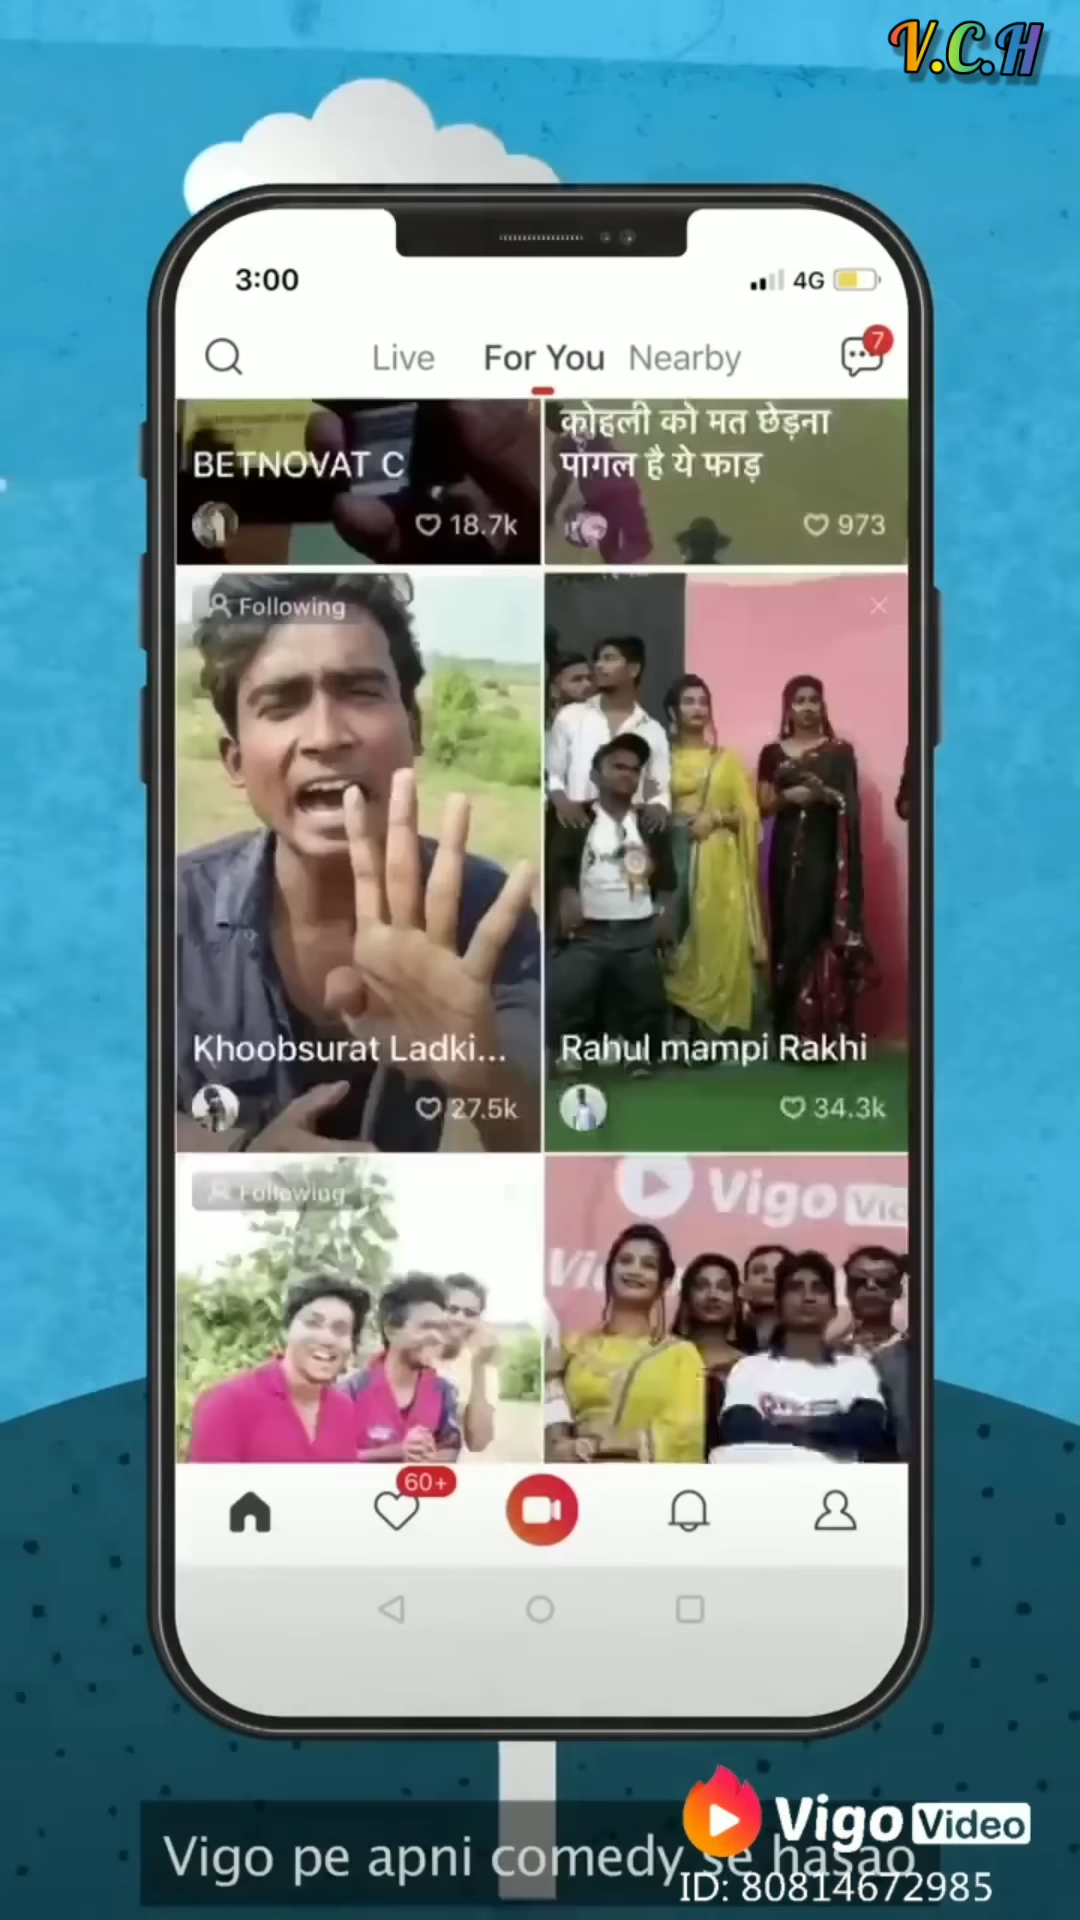 V.C.H
3:00
4G
Live For You Nearby
7
BETNOVAT C
18.7k
कोहली को मत छेड़ना
पागल है ये फाड़
973
Following
Khoobsurat Ladki...
27.5k
Rahul mampi Rakhi
34.3k
Following
Vigo
60+
Vigo Video
Vigo pe apni comedy se hasao
ID: 80814672985